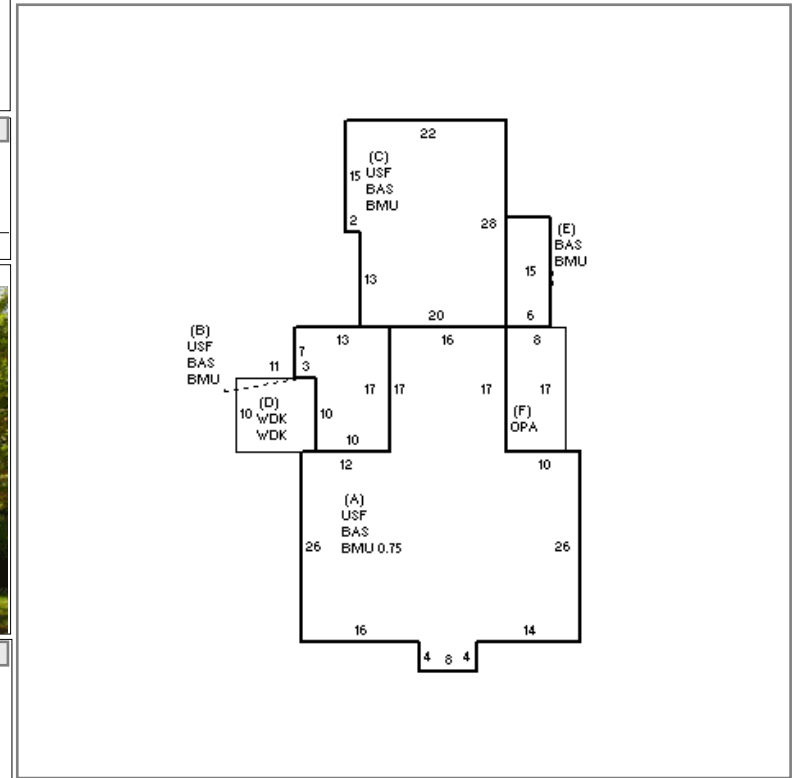 22
(C)
15 USF
BAS
BMU
2
28
(E)
BAS
BMU
15
13
20
6
(B)
USF
BAS
BMU
13
16
8
7
11
3
17
17
17
17
10
(D)
WDK
WDK
10
(F)
OPA
10
12
10
(A)
USF
BAS
BMU 0.75
26
26
16
14
4
8
4